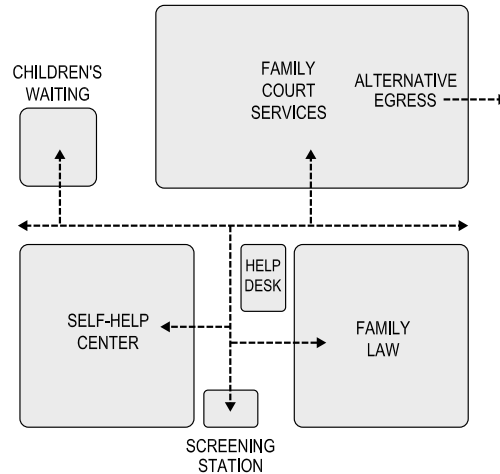 CHILDREN'S
WAITING
FAMILY
COURT
SERVICES
ALTERNATIVE
EGRESS
HELP
DESK
SELF-HELP
CENTER
FAMILY
LAW
SCREENING
STATION